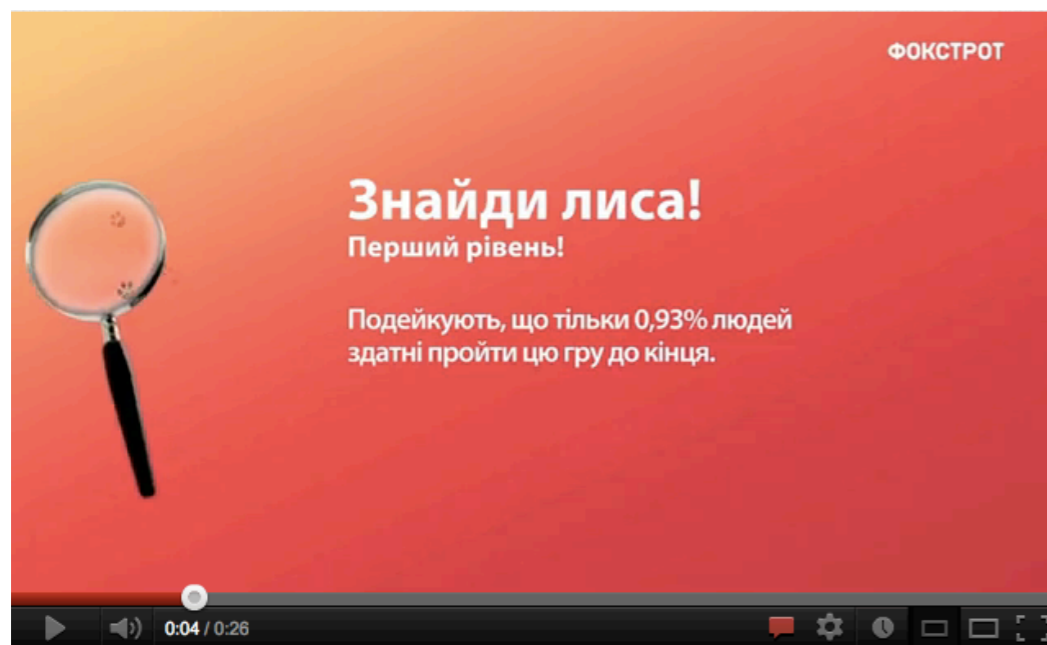 ФОКСТРОТ
Знайди лиса!
Перший рівень!
Подейкують, що тільки 0,93% людей
здатні пройти цю гру до кінця.
0:04 / 0:26